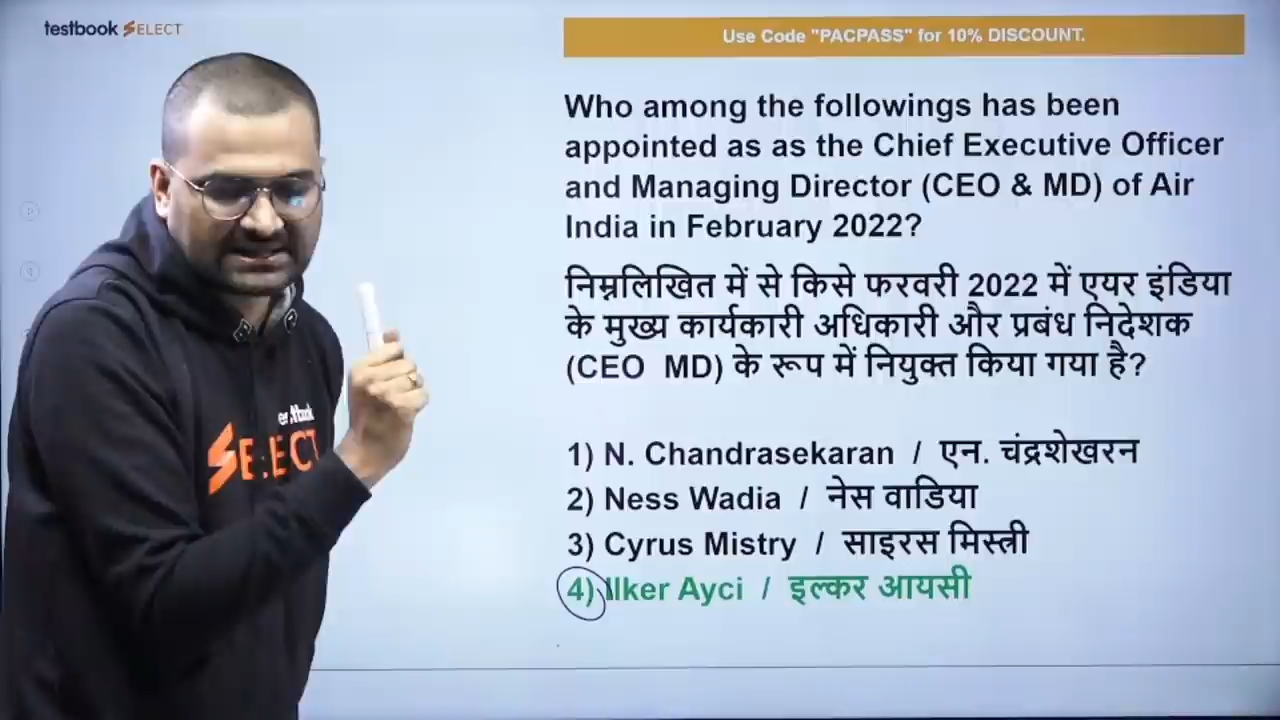 testbook SELECT
Use Code "PACPASS" for 10% DISCOUNT.
Who among the followings has been
appointed as as the Chief Executive Officer
and Managing Director (CEO & MD) of Air
India in February 2022?
निम्नलिखित में से किसे फरवरी 2022 में एयर इंडिया
के मुख्य कार्यकारी अधिकारी और प्रबंध निदेशक
(CEO MD) के रूप में नियुक्त किया गया है?
1) N. Chandrasekaran / एन. चंद्रशेखरन
2) Ness Wadia / नेस वाडिया
3) Cyrus Mistry / साइरस मिस्त्री
4) Ilker Ayci / इल्कर आयसी
SELECT